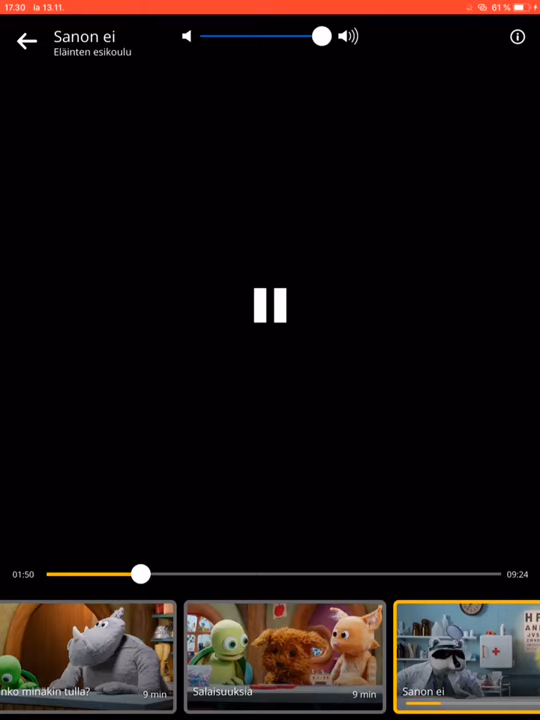 17.30 la 13.11. 61 %
Sanon ei
Eläinten esikoulu
01:50 09:24
nko minäkin tulla? 9 min
Salaisuuksia 9 min
Sanon ei